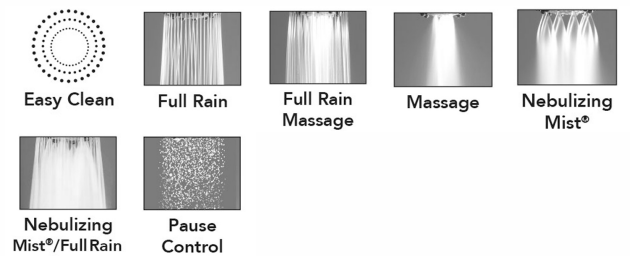 Easy Clean
Full Rain
Full Rain
Massage
Massage
Nebulizing
Mist®
Nebulizing
Mist®/Full Rain
Pause
Control